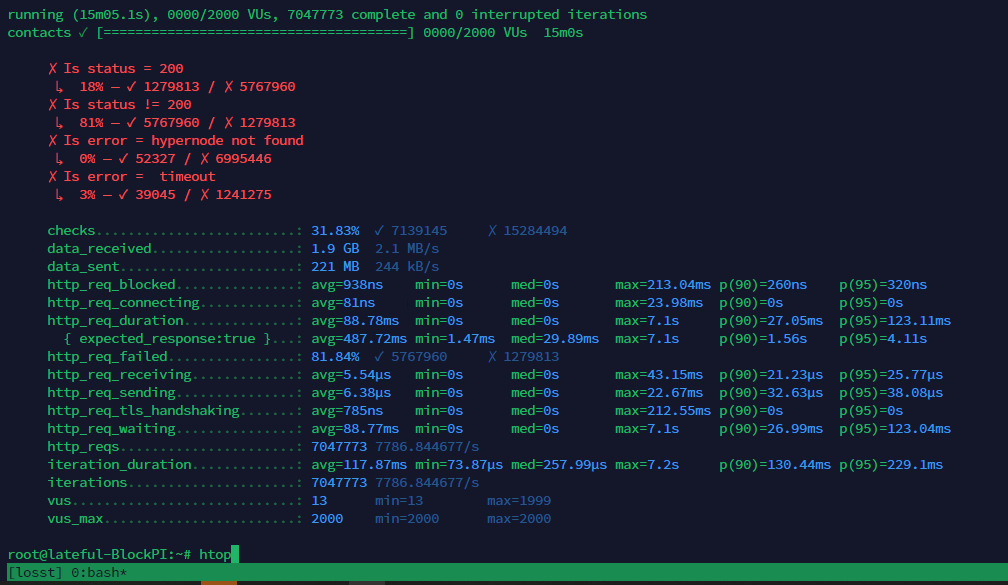 running (15m05.1s), 0000/2000 VUs, 7047773 complete and 0 interrupted iterations
contacts ✓ [======================================] 0000/2000 VUs  15m0s
✗ Is status = 200
↳  18% — ✓ 1279813 / ✗ 5767960
✗ Is status != 200
↳  81% — ✓ 5767960 / ✗ 1279813
✗ Is error = hypernode not found
↳  0% — ✓ 52327 / ✗ 6995446
✗ Is error =  timeout
↳  3% — ✓ 39045 / ✗ 1241275
checks.........................: 31.83%  ✓ 7139145     ✗ 15284494
data_received..................: 1.9 GB  2.1 MB/s
data_sent......................: 221 MB  244 kB/s
http_req_blocked...............: avg=938ns    min=0s      med=0s       max=213.04ms p(90)=260ns    p(95)=320ns
http_req_connecting............: avg=81ns     min=0s      med=0s       max=23.98ms  p(90)=0s       p(95)=0s
http_req_duration..............: avg=88.78ms  min=0s      med=0s       max=7.1s     p(90)=27.05ms  p(95)=123.11ms
{ expected_response:true }...: avg=487.72ms min=1.47ms  med=29.89ms  max=7.1s     p(90)=1.56s    p(95)=4.11s
http_req_failed................: 81.84%  ✓ 5767960     ✗ 1279813
http_req_receiving.............: avg=5.54µs   min=0s      med=0s       max=43.15ms  p(90)=21.23µs  p(95)=25.77µs
http_req_sending...............: avg=6.38µs   min=0s      med=0s       max=22.67ms  p(90)=32.63µs  p(95)=38.08µs
http_req_tls_handshaking.......: avg=785ns    min=0s      med=0s       max=212.55ms p(90)=0s       p(95)=0s
http_req_waiting...............: avg=88.77ms  min=0s      med=0s       max=7.1s     p(90)=26.99ms  p(95)=123.04ms
http_reqs......................: 7047773 7786.844677/s
iteration_duration.............: avg=117.87ms min=73.87µs med=257.99µs max=7.2s     p(90)=130.44ms p(95)=229.1ms
iterations.....................: 7047773 7786.844677/s
vus............................: 13      min=13        max=1999
vus_max........................: 2000    min=2000      max=2000
root@lateful-BlockPI:~# htop
[losst] 0:bash*